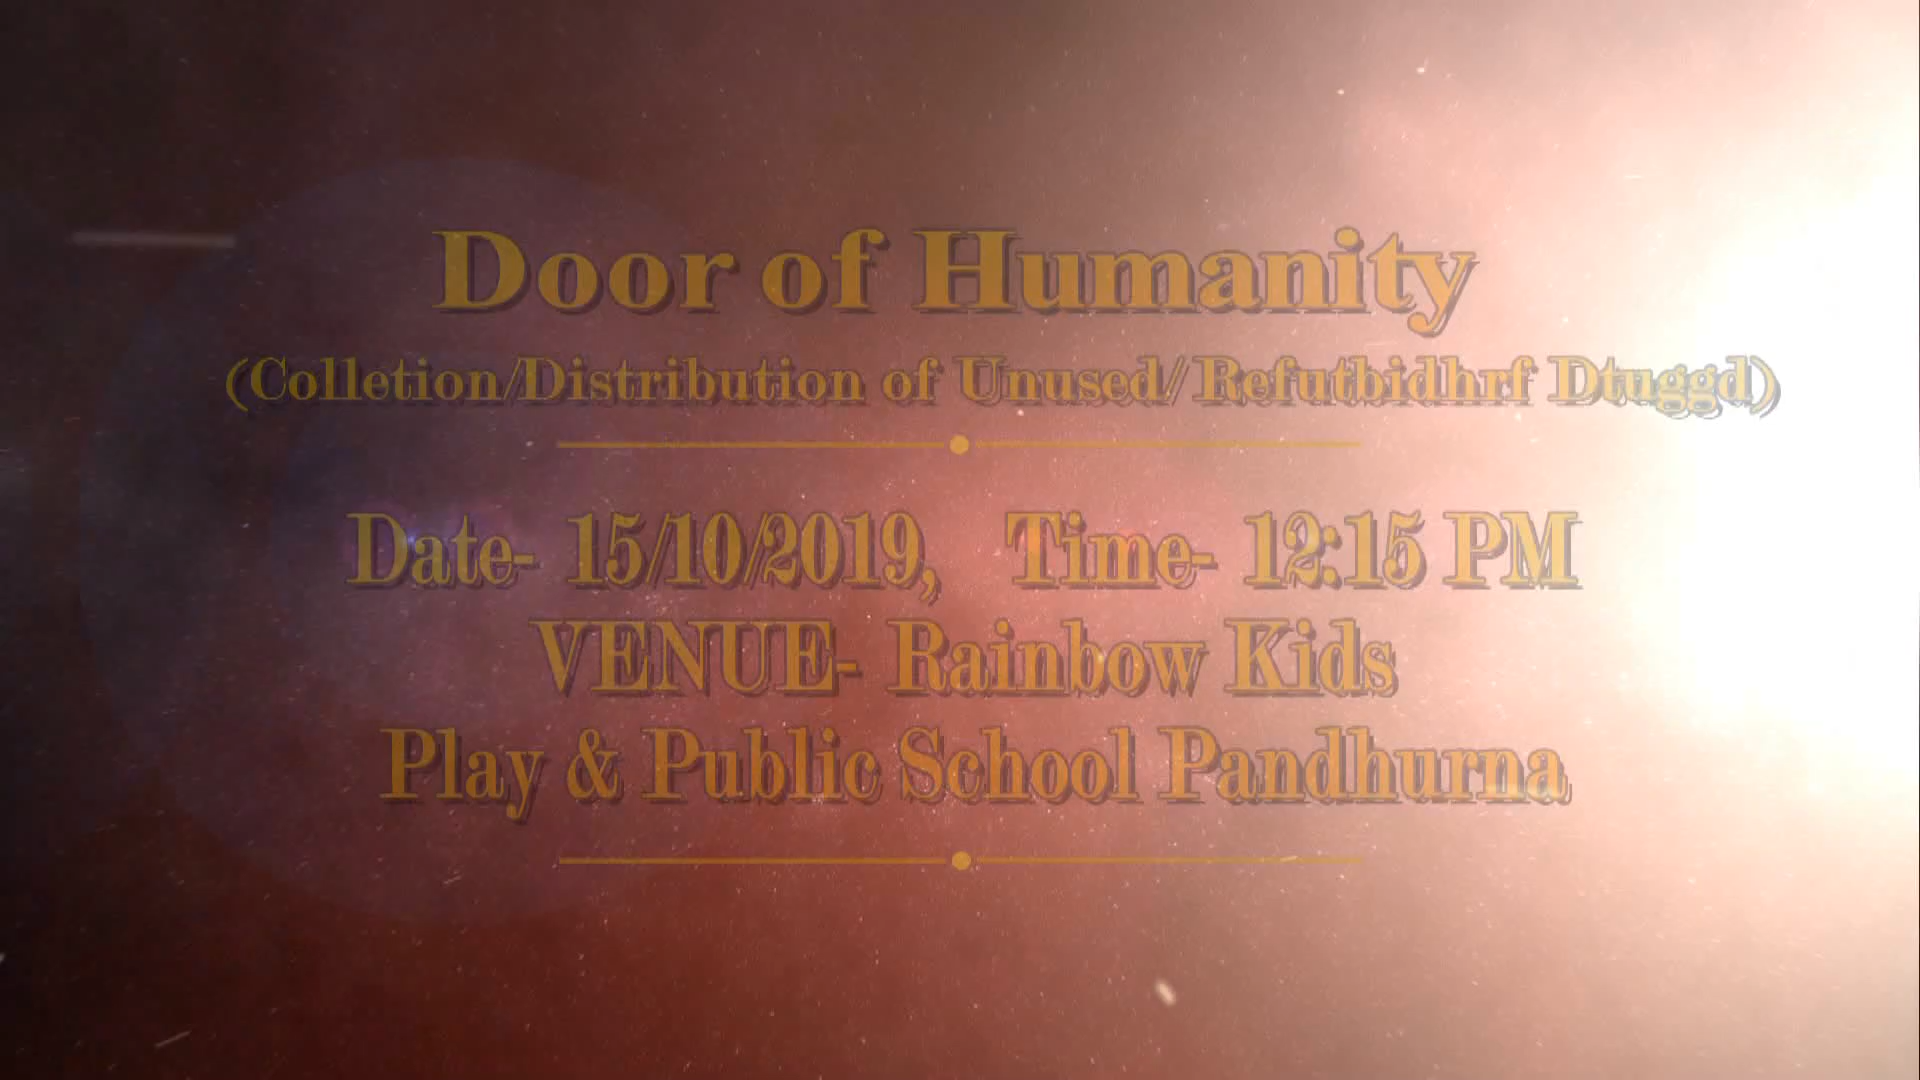 Door of Humanity
(Colletion/Distribution of Unused/ Refutbidhrf Dtuggd)
Date- 15/10/2019, Time- 12:15 PM
VENUE- Rainbow Kids
Play & Public School Pandhurna